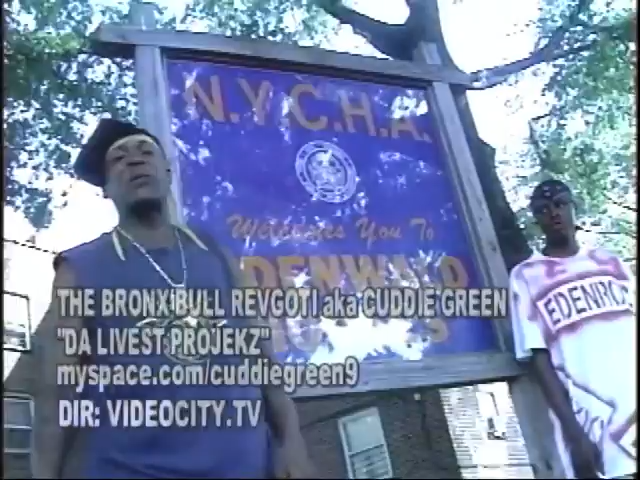 N.Y.C.H.A.
Welcomes You To
EDENWALD
THE BRONX BULL REVGOTI aka CUDDIE GREEN
"DA LIVEST PROJEKZ"
myspace.com/cuddiegreen9
DIR: VIDEOCITY.TV